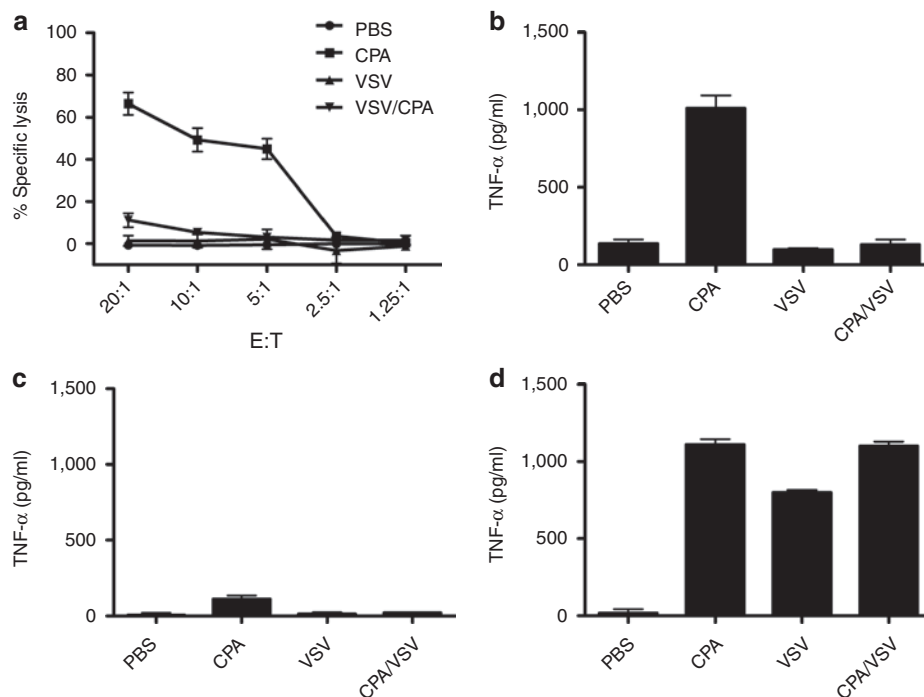 a
100
80
60
40
20
0
% Specific lysis
PBS
CPA
VSV
VSV/CPA
20:1
10:1
5:1
2.5:1
1.25:1
E:T
b
1,500
1,000
500
0
TNF-α (pg/ml)
PBS
CPA
VSV
CPA/VSV
c
1,500
1,000
500
0
TNF-α (pg/ml)
PBS
CPA
VSV
CPA/VSV
d
1,500
1,000
500
0
TNF-α (pg/ml)
PBS
CPA
VSV
CPA/VSV